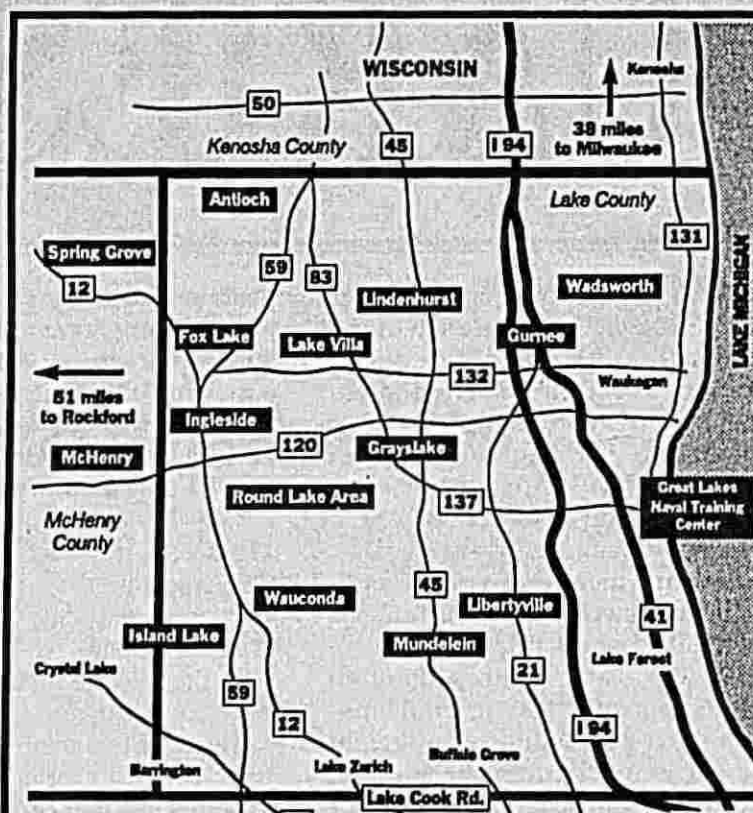 WISCONSIN
Kenosha
50
38 miles
to Milwaukee
Kenosha County
45
I 94
Antioch
Lake County
131
Spring Grove
59
83
12
Wadsworth
Lindenhurst
LAKE MICHIGAN
Fox Lake
Lake Villa
Gurnee
132
Waukegan
51 miles
to Rockford
Ingleside
120
Grayslake
McHenry
Round Lake Area
137
Great Lakes
Naval Training
Center
McHenry
County
45
Wauconda
Libertyville
41
Island Lake
Mundelein
Lake Forest
Crystal Lake
59
21
12
I 94
Barrington
Lake Zurich
Buffalo Grove
Lake Cook Rd.